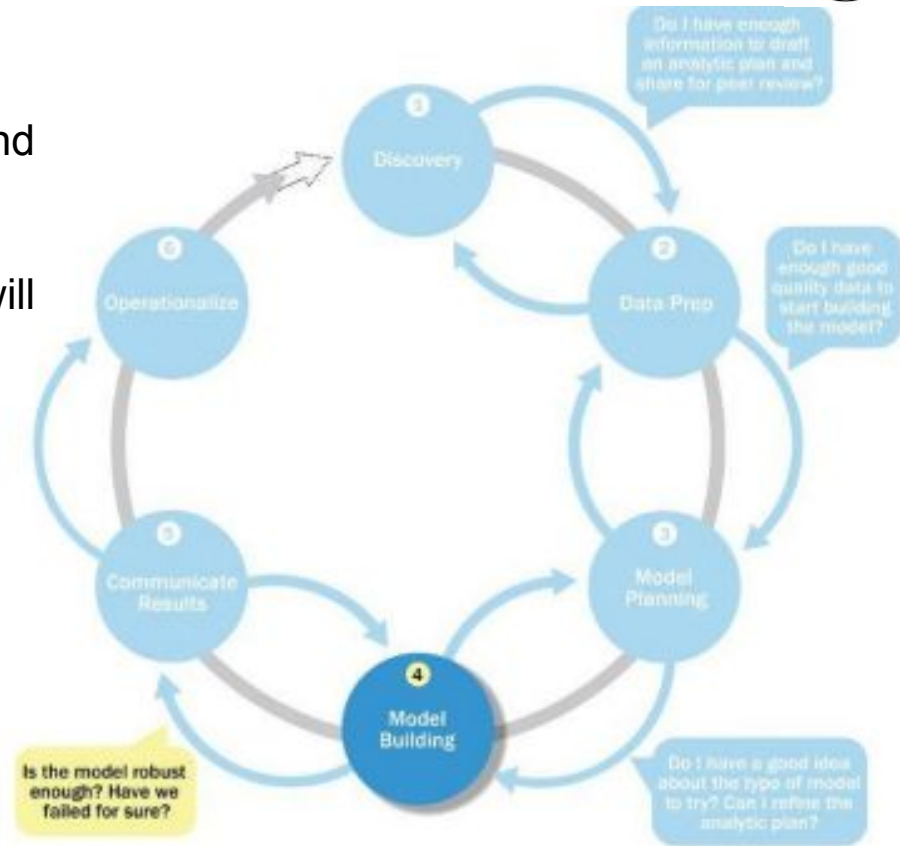 Do I have enough
information to draft
an analytic plan and
share for peer review?
1
Discovery
nd
2
Data Prep
Do I have
enough good
quality data to
start building
the model?
6
Operationalize
will
3
Model
Planning
5
Communicate
Results
4
Model
Building
Is the model robust
enough? Have we
failed for sure?
Do I have a good idea
about the type of model
to try? Can I refine the
analytic plan?